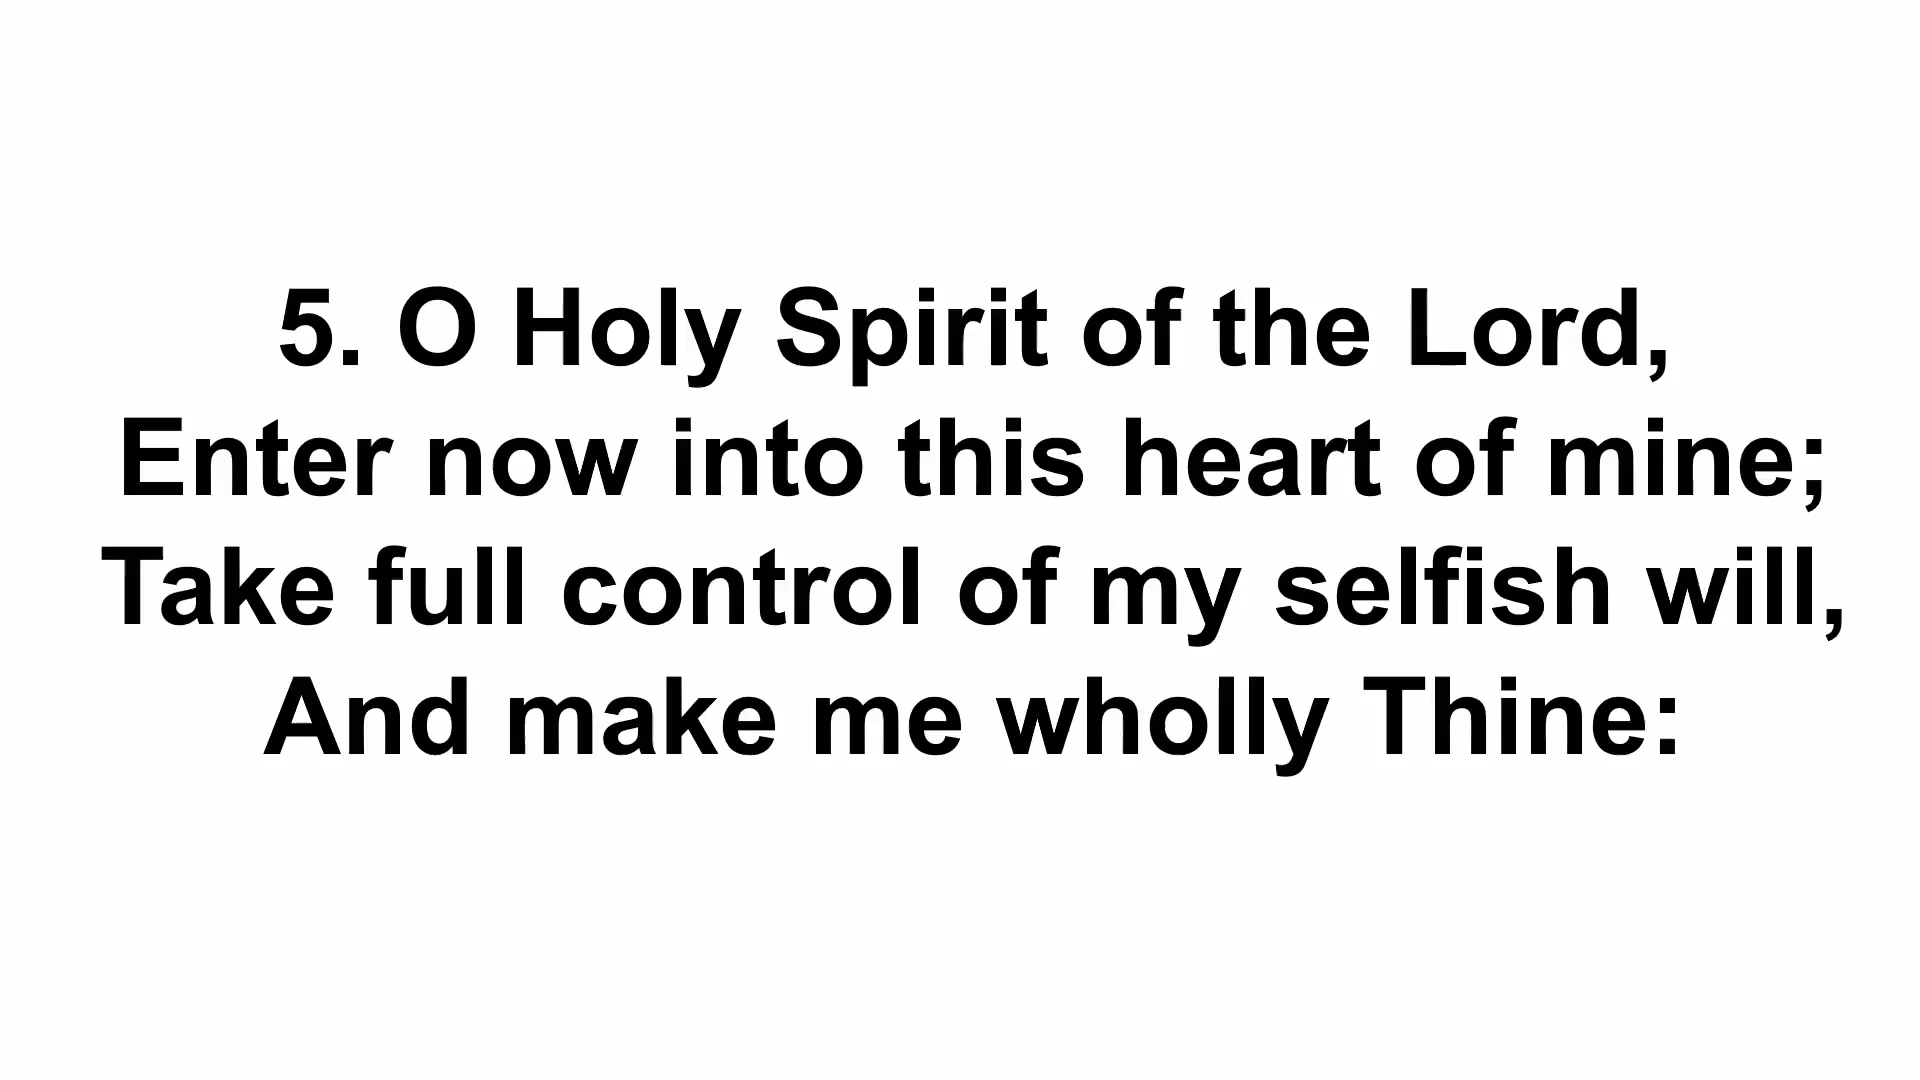 5. O Holy Spirit of the Lord,
Enter now into this heart of mine;
Take full control of my selfish will,
And make me wholly Thine: